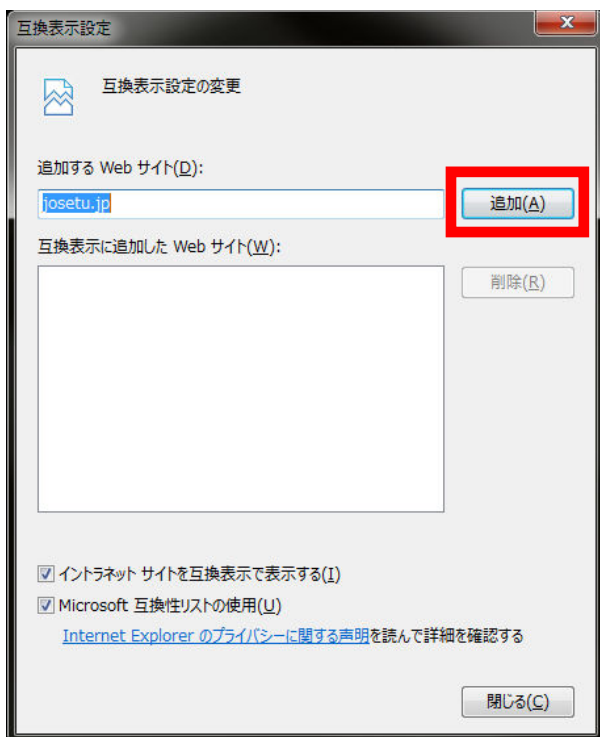 互換表示設定
互換表示設定の変更
追加する Web サイト(D):
josetu.jp
追加(A)
互換表示に追加した Web サイト(W):
削除(R)
イントラネット サイトを互換表示で表示する(I)
Microsoft 互換性リストの使用(U)
Internet Explorer のプライバシーに関する声明を読んで詳細を確認する
閉じる(C)